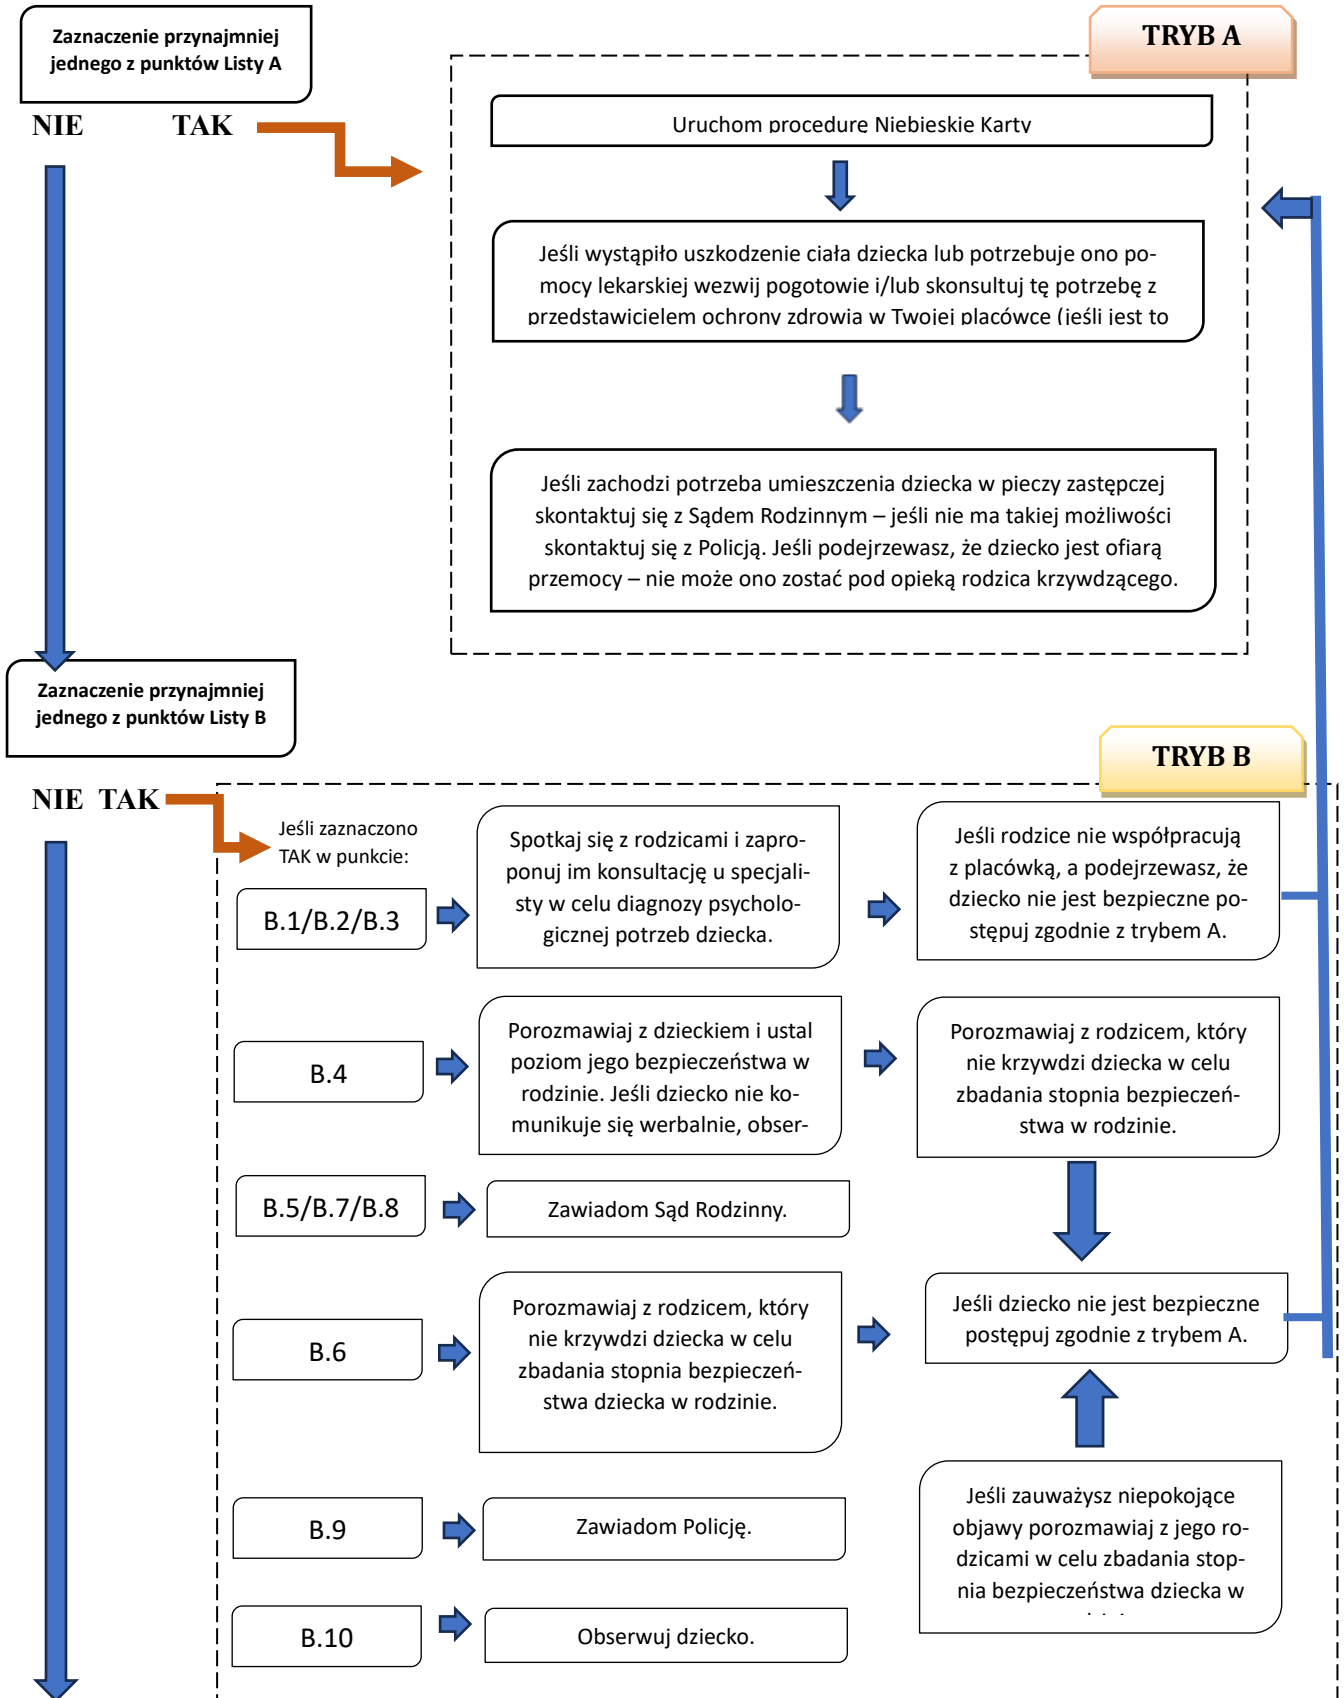 Zaznaczenie przynajmniej
jednego z punktów Listy A
NIE TAK
TRYB A
Uruchom procedurę Niebieskie Karty
Jeśli wystąpiło uszkodzenie ciała dziecka lub potrzebuje ono po-
mocy lekarskiej wezwij pogotowie i/lub skonsultuj tę potrzebę z
przedstawicielem ochrony zdrowia w Twojej placówce (jeśli jest to
Jeśli zachodzi potrzeba umieszczenia dziecka w pieczy zastępczej
skontaktuj się z Sądem Rodzinnym – jeśli nie ma takiej możliwości
skontaktuj się z Policją. Jeśli podejrzewasz, że dziecko jest ofiarą
przemocy – nie może ono zostać pod opieką rodzica krzywdzącego.
Zaznaczenie przynajmniej
jednego z punktów Listy B
NIE TAK
TRYB B
Jeśli zaznaczono
TAK w punkcie:
B.1/B.2/B.3
Spotkaj się z rodzicami i zapro-
ponuj im konsultację u specjali-
sty w celu diagnozy psycholo-
gicznej potrzeb dziecka.
Jeśli rodzice nie współpracują
z placówką, a podejrzewasz, że
dziecko nie jest bezpieczne po-
stępuj zgodnie z trybem A.
B.4
Porozmawiaj z dzieckiem i ustal
poziom jego bezpieczeństwa w
rodzinie. Jeśli dziecko nie ko-
munikuje się werbalnie, obser-
Porozmawiaj z rodzicem, który
nie krzywdzi dziecka w celu
zbadania stopnia bezpieczeń-
stwa w rodzinie.
B.5/B.7/B.8
Zawiadom Sąd Rodzinny.
B.6
Porozmawiaj z rodzicem, który
nie krzywdzi dziecka w celu
zbadania stopnia bezpieczeń-
stwa dziecka w rodzinie.
Jeśli dziecko nie jest bezpieczne
postępuj zgodnie z trybem A.
B.9
Zawiadom Policję.
Jeśli zauważysz niepokojące
objawy porozmawiaj z jego ro-
dzicami w celu zbadania stop-
nia bezpieczeństwa dziecka w
B.10
Obserwuj dziecko.